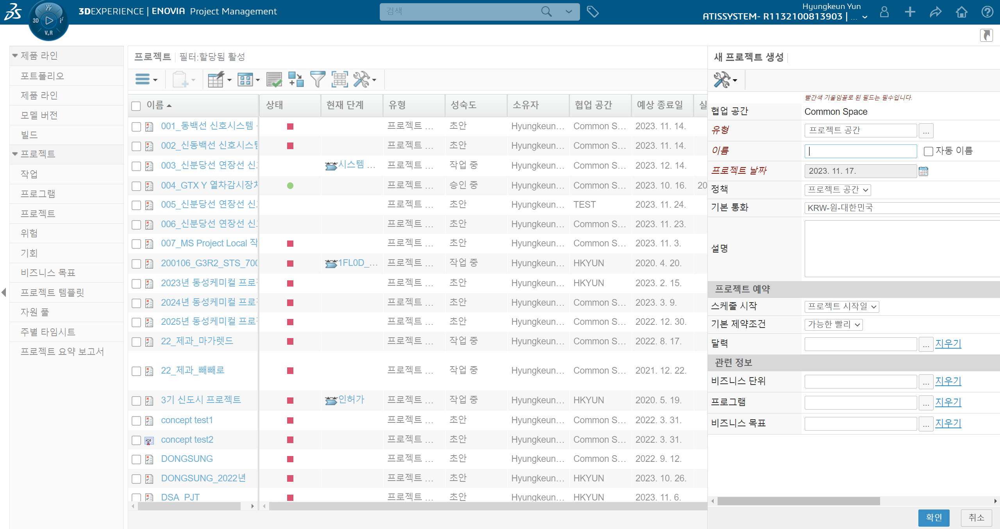 3DEXPERIENCE | ENOVIA Project Management
검색
Hyungkeun Yun
ATISSYSTEM- R1132100813903 | ...
3D
V.R
제품 라인
포트폴리오
제품 라인
모델 버전
빌드
프로젝트
작업
프로그램
프로젝트
위험
기회
비즈니스 목표
프로젝트 템플릿
자원 풀
주별 타임시트
프로젝트 요약 보고서
프로젝트 | 필터:할당됨 활성
이름 상태 현재 단계 유형 성숙도 소유자 협업 공간 예상 종료일 실
001_동백선 신호시스템 프로젝트 ... 초안 Hyungkeun... Common S... 2023. 11. 14.
002_신동백선 신호시스템 프로젝트 ... 초안 Hyungkeun... Common S... 2023. 11. 14.
003_신분당선 연장선 신 시스템 ... 프로젝트 ... 작업 중 Hyungkeun... Common S... 2023. 12. 14.
004_GTX Y 열차감시장치 프로젝트 ... 승인 중 Hyungkeun... Common S... 2023. 10. 16. 20
005_신분당선 연장선 신 프로젝트 ... 초안 Hyungkeun... TEST 2023. 11. 24.
006_신분당선 연장선 신 프로젝트 ... 초안 Hyungkeun... Common S... 2023. 11. 23.
007_MS Project Local 작 프로젝트 ... 초안 Hyungkeun... Common S... 2023. 11. 3.
200106_G3R2_STS_700 1FL0D_... 프로젝트 ... 작업 중 Hyungkeun... HKYUN 2020. 4. 20.
2023년 동성케미컬 프로 프로젝트 ... 초안 Hyungkeun... HKYUN 2023. 2. 15.
2024년 동성케미컬 프로 프로젝트 ... 초안 Hyungkeun... Common S... 2023. 3. 9.
2025년 동성케미컬 프로 프로젝트 ... 초안 Hyungkeun... Common S... 2022. 12. 30.
22_제과_마가렛드 프로젝트 ... 작업 중 Hyungkeun... Common S... 2022. 8. 17.
22_제과_빼빼로 프로젝트 ... 작업 중 Hyungkeun... Common S... 2021. 12. 22.
3기 신도시 프로젝트 인허가 프로젝트 ... 작업 중 Hyungkeun... HKYUN 2020. 5. 19.
concept test1 프로젝트 ... 초안 Hyungkeun... Common S... 2022. 3. 31.
concept test2 프로젝트 ... 초안 Hyungkeun... Common S... 2022. 3. 31.
DONGSUNG 프로젝트 ... 초안 Hyungkeun... Common S... 2022. 9. 12.
DONGSUNG_2022년 프로젝트 ... 초안 Hyungkeun... HKYUN 2023. 10. 26.
DSA_PJT 프로젝트 ... 초안 Hyungkeun... HKYUN 2023. 11. 6.
새 프로젝트 생성
빨간색 기울임꼴로 된 필드는 필수입니다.
협업 공간 Common Space
유형 프로젝트 공간 ...
이름 자동 이름
프로젝트 날짜 2023. 11. 17.
정책 프로젝트 공간
기본 통화 KRW-원-대한민국
설명
프로젝트 예약
스케줄 시작 프로젝트 시작일
기본 제약조건 가능한 빨리
달력 ... 지우기
관련 정보
비즈니스 단위 ... 지우기
프로그램 ... 지우기
비즈니스 목표 ... 지우기
확인 취소